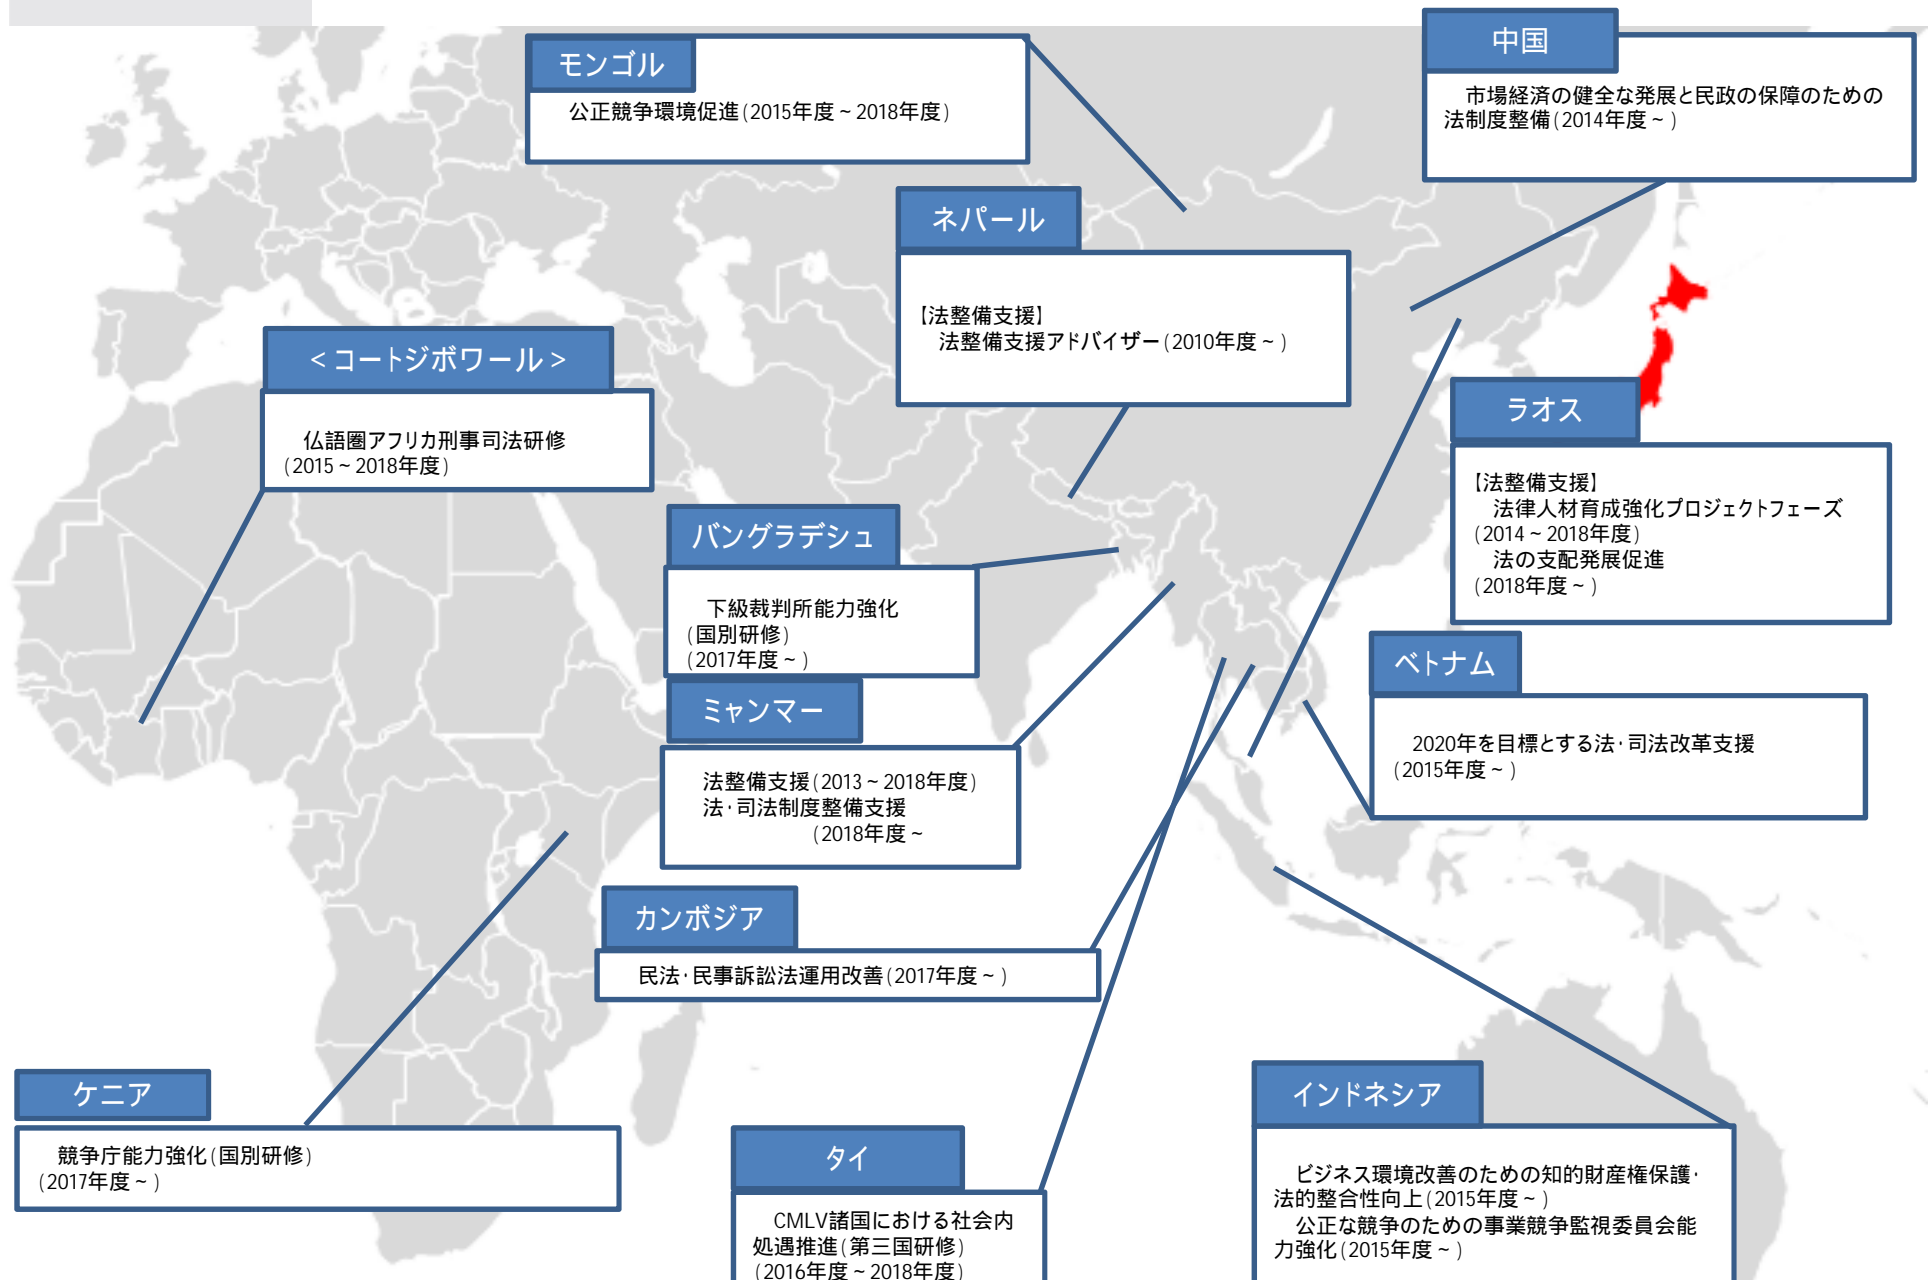 モンゴル
公正競争環境促進(2015年度~2018年度)
中国
市場経済の健全な発展と民政の保障のための
法制度整備(2014年度~)
ネパール
【法整備支援】
法整備支援アドバイザー(2010年度~)
<コートジボワール>
仏語圏アフリカ刑事司法研修
(2015~2018年度)
ラオス
【法整備支援】
法律人材育成強化プロジェクトフェーズ
(2014~2018年度)
法の支配発展促進
(2018年度~)
バングラデシュ
下級裁判所能力強化
(国別研修)
(2017年度~)
ベトナム
2020年を目標とする法・司法改革支援
(2015年度~)
ミャンマー
法整備支援(2013~2018年度)
法・司法制度整備支援
(2018年度~
カンボジア
民法・民事訴訟法運用改善(2017年度~)
ケニア
競争庁能力強化(国別研修)
(2017年度~)
タイ
CMLV諸国における社会内
処遇推進(第三国研修)
(2016年度~2018年度)
インドネシア
ビジネス環境改善のための知的財産権保護・
法的整合性向上(2015年度~)
公正な競争のための事業競争監視委員会能
力強化(2015年度~)